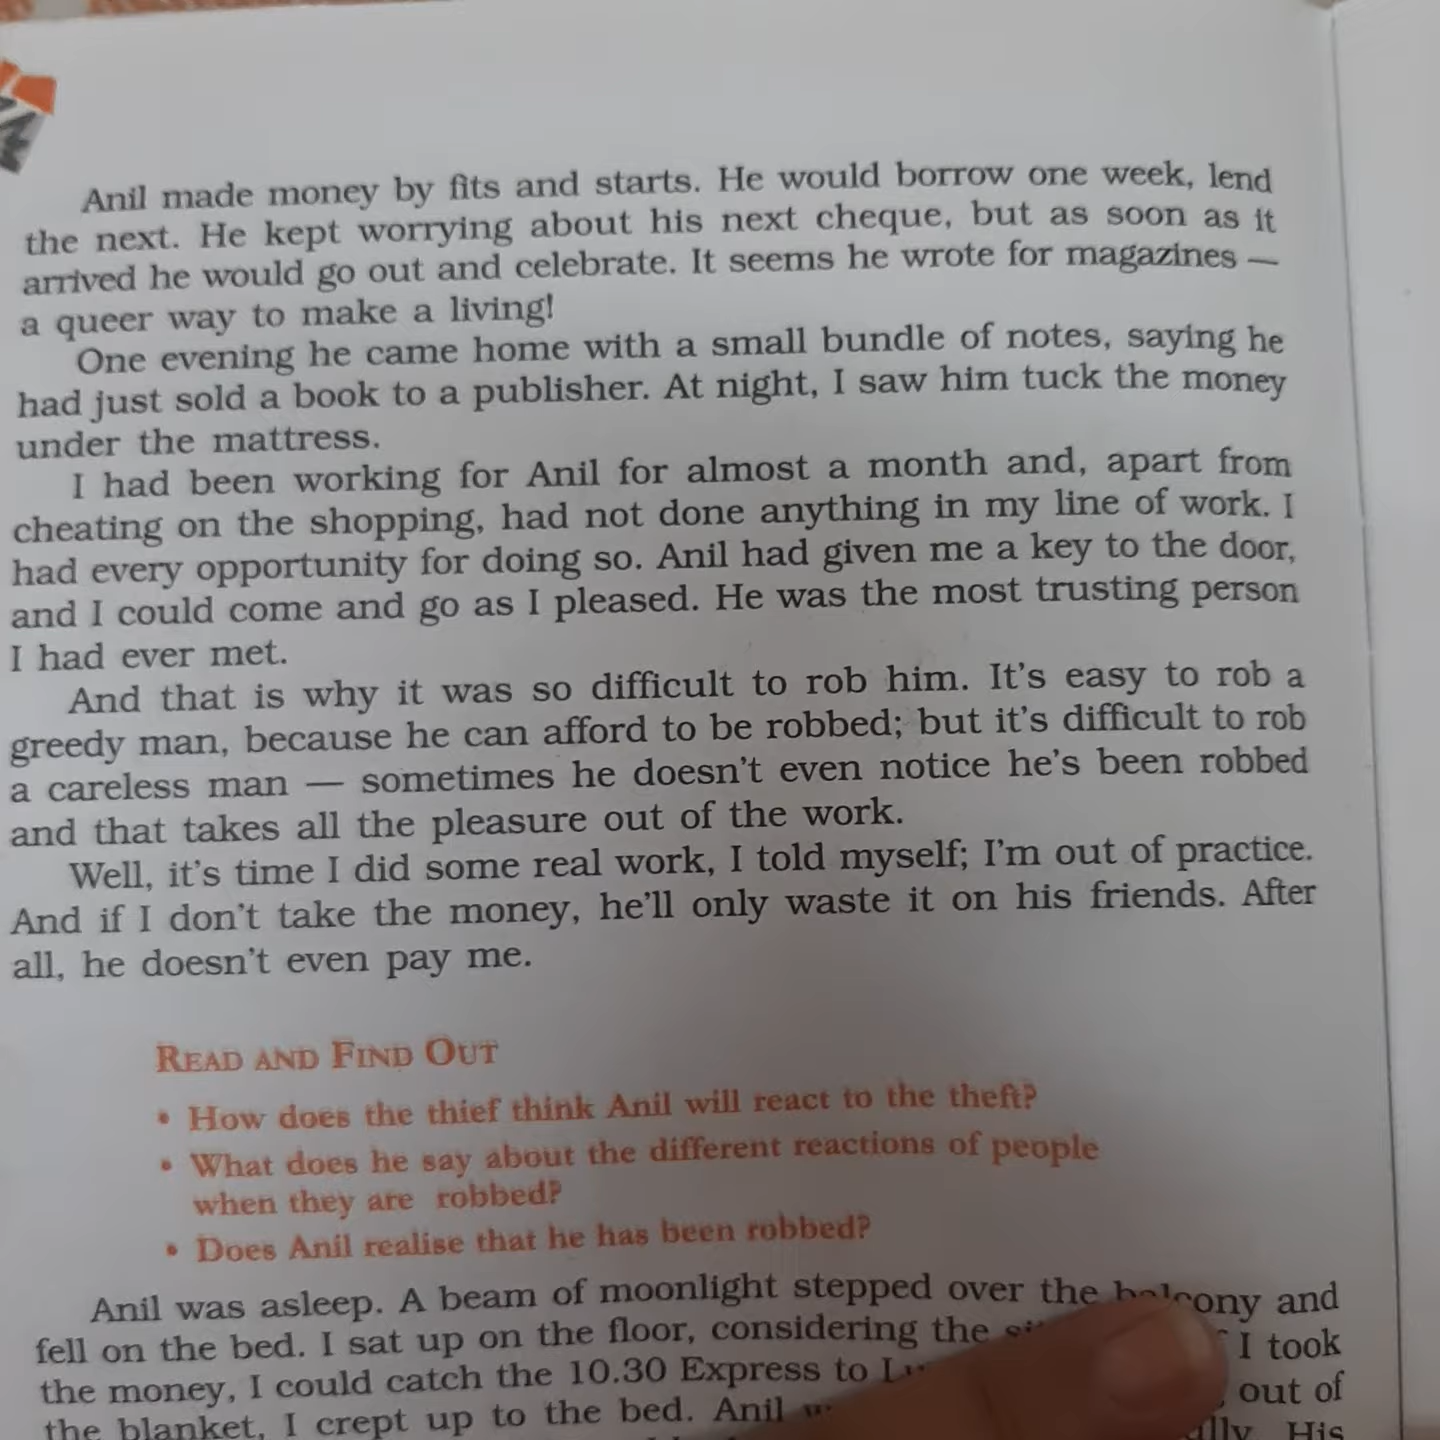 Anil made money by fits and starts. He would borrow one week, lend
the next. He kept worrying about his next cheque, but as soon as it
arrived he would go out and celebrate. It seems he wrote for magazines —
a queer way to make a living!
One evening he came home with a small bundle of notes, saying he
had just sold a book to a publisher. At night, I saw him tuck the money
under the mattress.
I had been working for Anil for almost a month and, apart from
cheating on the shopping, had not done anything in my line of work. I
had every opportunity for doing so. Anil had given me a key to the door,
and I could come and go as I pleased. He was the most trusting person
I had ever met.
And that is why it was so difficult to rob him. It's easy to rob a
greedy man, because he can afford to be robbed; but it's difficult to rob
a careless man — sometimes he doesn't even notice he's been robbed
and that takes all the pleasure out of the work.
Well, it's time I did some real work, I told myself; I'm out of practice.
And if I don't take the money, he'll only waste it on his friends. After
all, he doesn't even pay me.
READ AND FIND OUT
• How does the thief think Anil will react to the theft?
• What does he say about the different reactions of people
when they are robbed?
• Does Anil realise that he has been robbed?
Anil was asleep. A beam of moonlight stepped over the balcony and
fell on the bed. I sat up on the floor, considering the I took
the money, I could catch the 10.30 Express to out of
the blanket, I crept up to the bed. Anil His